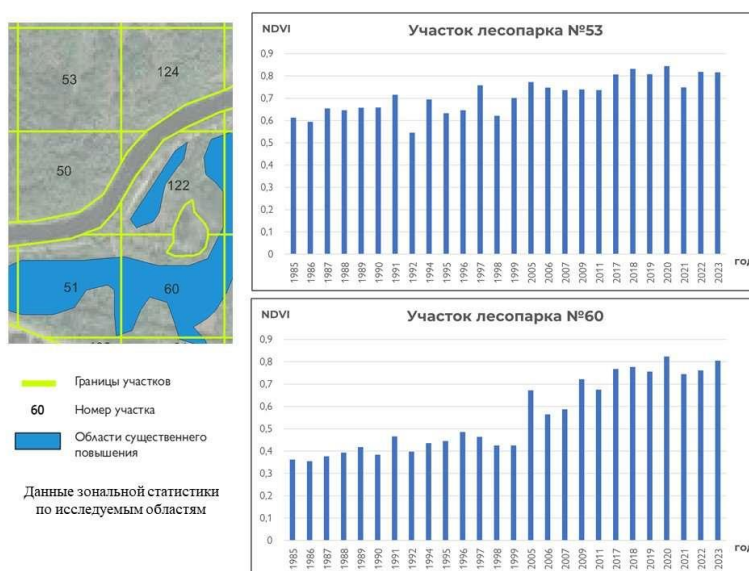 53
124
50
122
51
60
Границы участков
60 Номер участка
Области существенного
повышения
Данные зональной статистики
по исследуемым областям
NDVI
Участок лесопарка №53
0,9
0,8
0,7
0,6
0,5
0,4
0,3
0,2
0,1
0
1985 1986 1987 1988 1989 1990 1991 1992 1994 1995 1996 1997 1998 1999 2005 2006 2007 2009 2011 2017 2018 2019 2020 2021 2022 2023
год
NDVI
Участок лесопарка №60
0,9
0,8
0,7
0,6
0,5
0,4
0,3
0,2
0,1
0
1985 1986 1987 1988 1989 1990 1991 1992 1994 1995 1996 1997 1998 1999 2005 2006 2007 2009 2011 2017 2018 2019 2020 2021 2022 2023
год